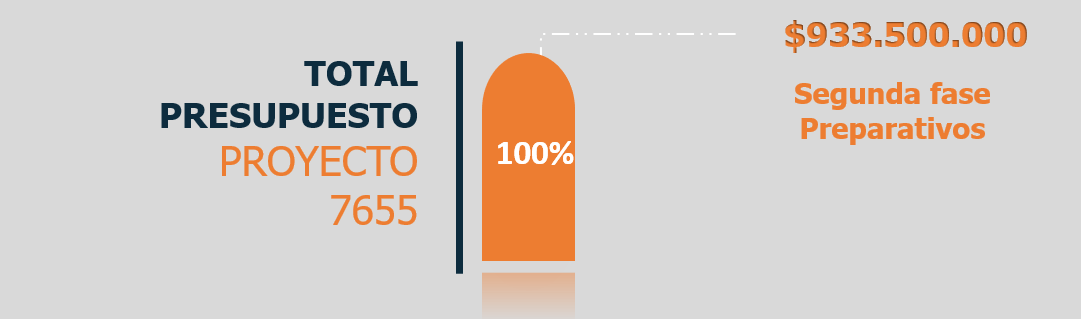 TOTAL
PRESUPUESTO
PROYECTO
7655
100%
$933.500.000
Segunda fase
Preparativos